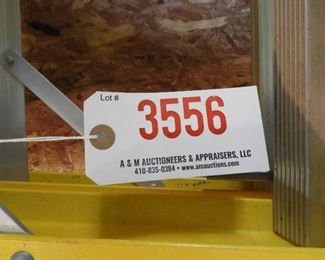 Lot #
3556
A & M AUCTIONEERS & APPRAISERS, LLC
410-835-0384 • www.amauctions.com